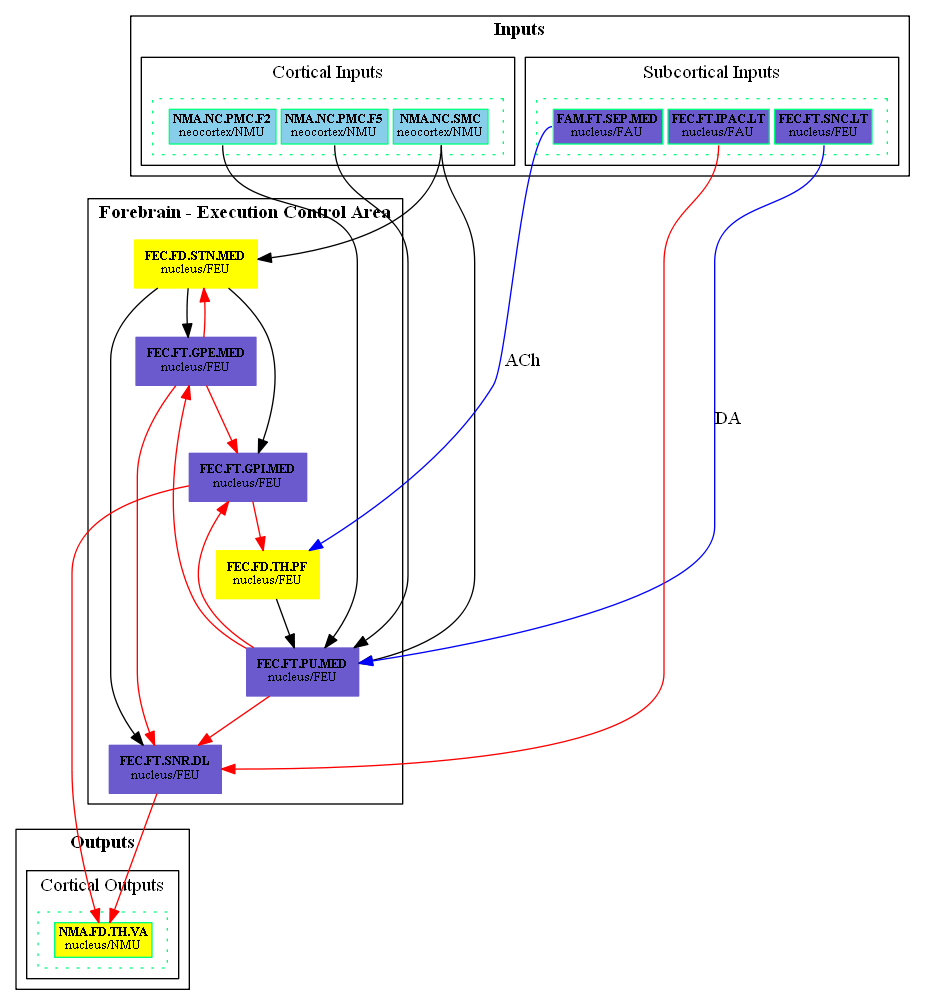 Inputs
Cortical Inputs
Subcortical Inputs
NMA.NC.PMC.F2
neocortex/NMU
NMA.NC.PMC.F5
neocortex/NMU
NMA.NC.SMC
neocortex/NMU
FAM.FT.SEP.MED
nucleus/FAU
FEC.FT.IPAC.LT
nucleus/FAU
FEC.FT.SNC.LT
nucleus/FEU
Forebrain - Execution Control Area
FEC.FD.STN.MED
nucleus/FEU
FEC.FT.GPE.MED
nucleus/FEU
ACh
DA
FEC.FT.GPI.MED
nucleus/FEU
FEC.FD.TH.PF
nucleus/FEU
FEC.FT.PU.MED
nucleus/FEU
FEC.FT.SNR.DL
nucleus/FEU
Outputs
Cortical Outputs
NMA.FD.TH.VA
nucleus/NMU